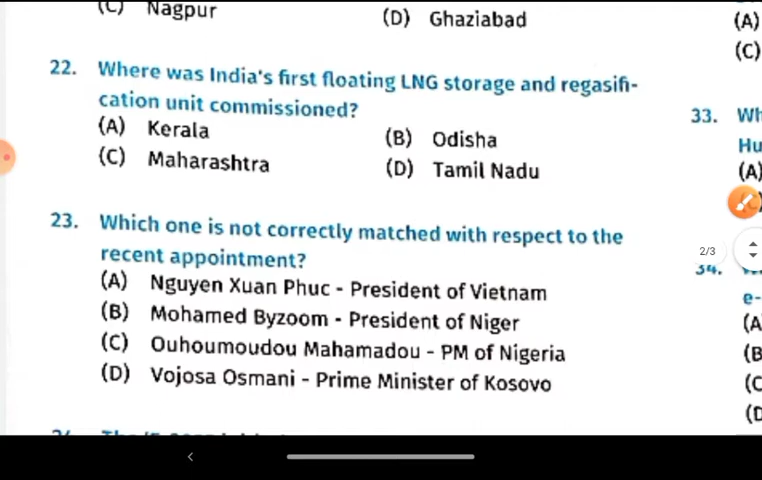 (C) Nagpur (D) Ghaziabad
22. Where was India's first floating LNG storage and regasifi-
cation unit commissioned?
(A) Kerala (B) Odisha
(C) Maharashtra (D) Tamil Nadu
23. Which one is not correctly matched with respect to the
recent appointment?
(A) Nguyen Xuan Phuc - President of Vietnam
(B) Mohamed Byzoom - President of Niger
(C) Ouhoumoudou Mahamadou - PM of Nigeria
(D) Vojosa Osmani - Prime Minister of Kosovo
(A)
(C)
33. Wh
Hu
(A)
2/3
34.
e-
(A
(B
(C
(D